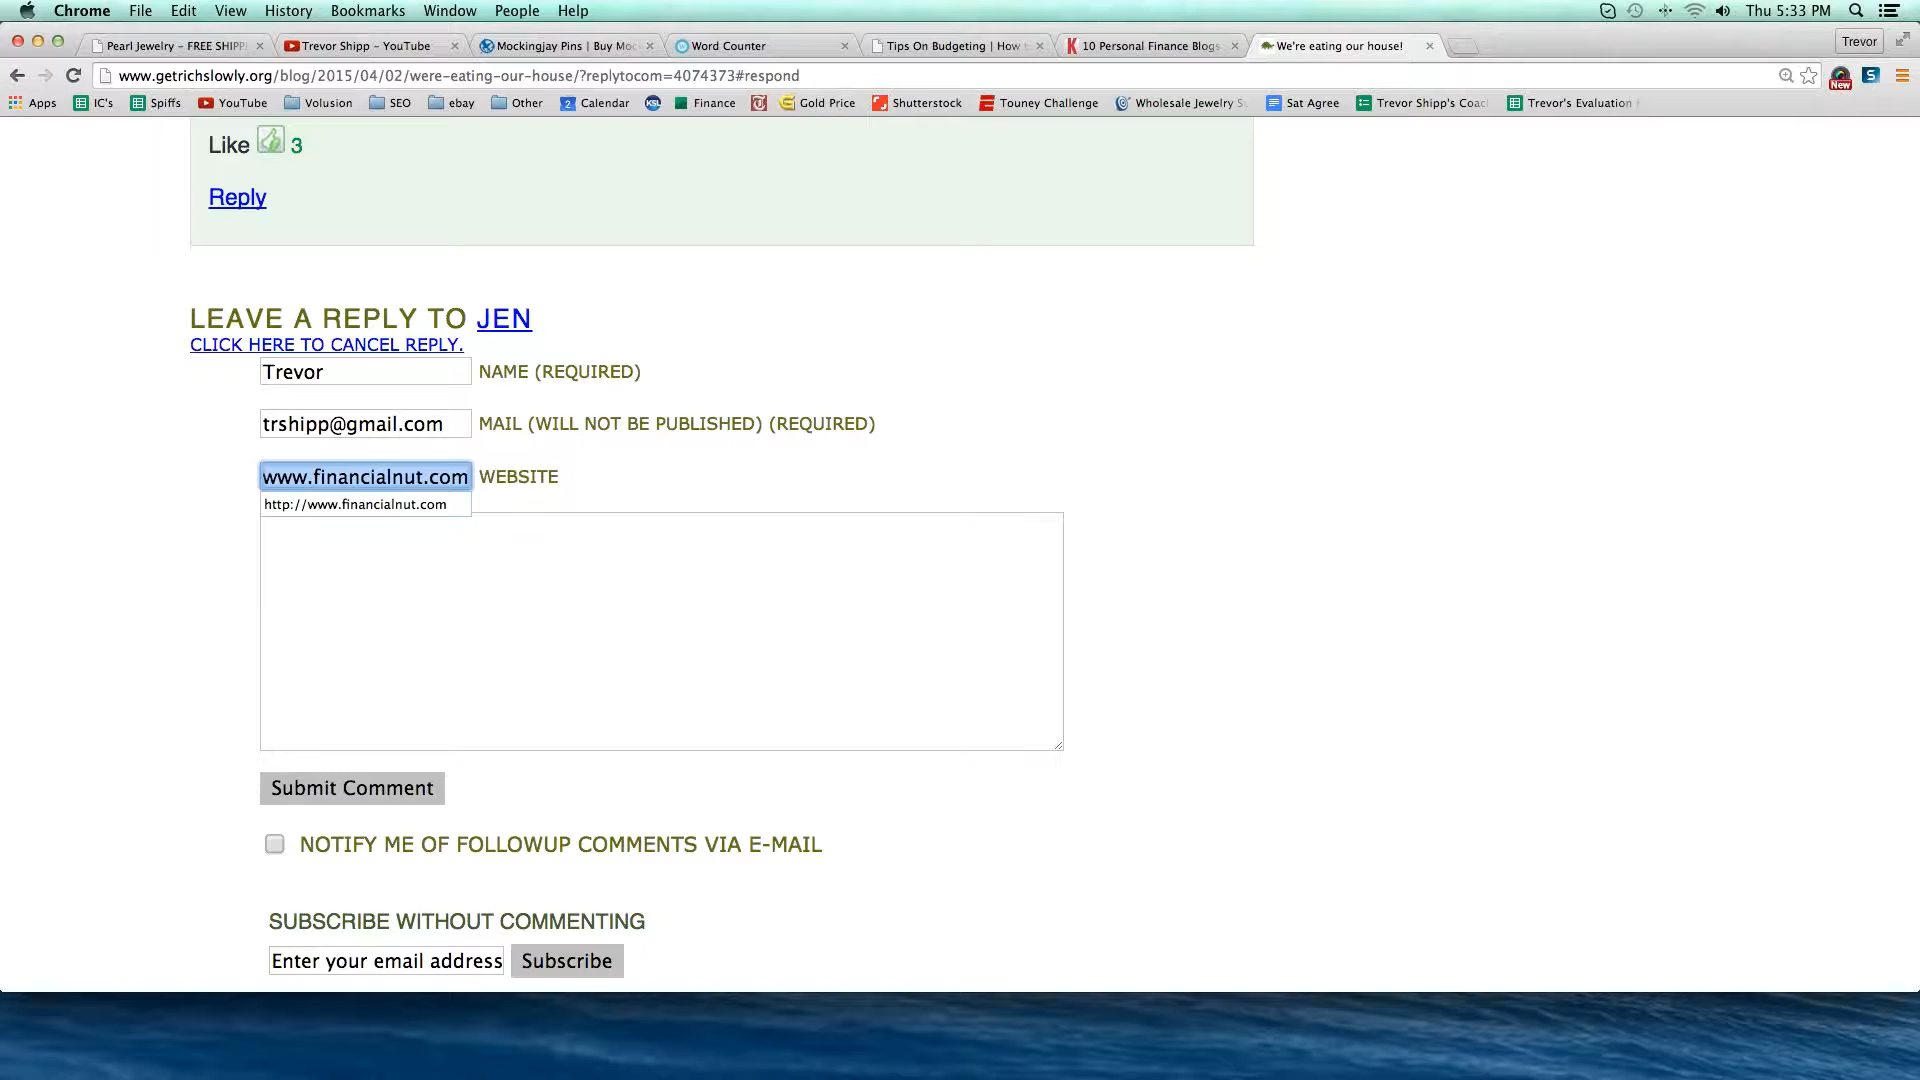 Chrome File Edit View History Bookmarks Window People Help Thu 5:33 PM
Pearl Jewelry – FREE SHIPP Trevor Shipp – YouTube Mockingjay Pins | Buy Mo Word Counter Tips On Budgeting | How 10 Personal Finance Blogs We're eating our house! Trevor
www.getrichslowly.org/blog/2015/04/02/were-eating-our-house/?replytocom=4074373#respond
New
Apps IC's Spiffs YouTube Volusion SEO ebay Other 2 Calendar KSL Finance Gold Price Shutterstock Touney Challenge Wholesale Jewelry S Sat Agree Trevor Shipp's Coac Trevor's Evaluation
Like 3
Reply
LEAVE A REPLY TO JEN
CLICK HERE TO CANCEL REPLY.
Trevor NAME (REQUIRED)
trshipp@gmail.com MAIL (WILL NOT BE PUBLISHED) (REQUIRED)
www.financialnut.com WEBSITE
http://www.financialnut.com
Submit Comment
NOTIFY ME OF FOLLOWUP COMMENTS VIA E-MAIL
SUBSCRIBE WITHOUT COMMENTING
Enter your email address Subscribe